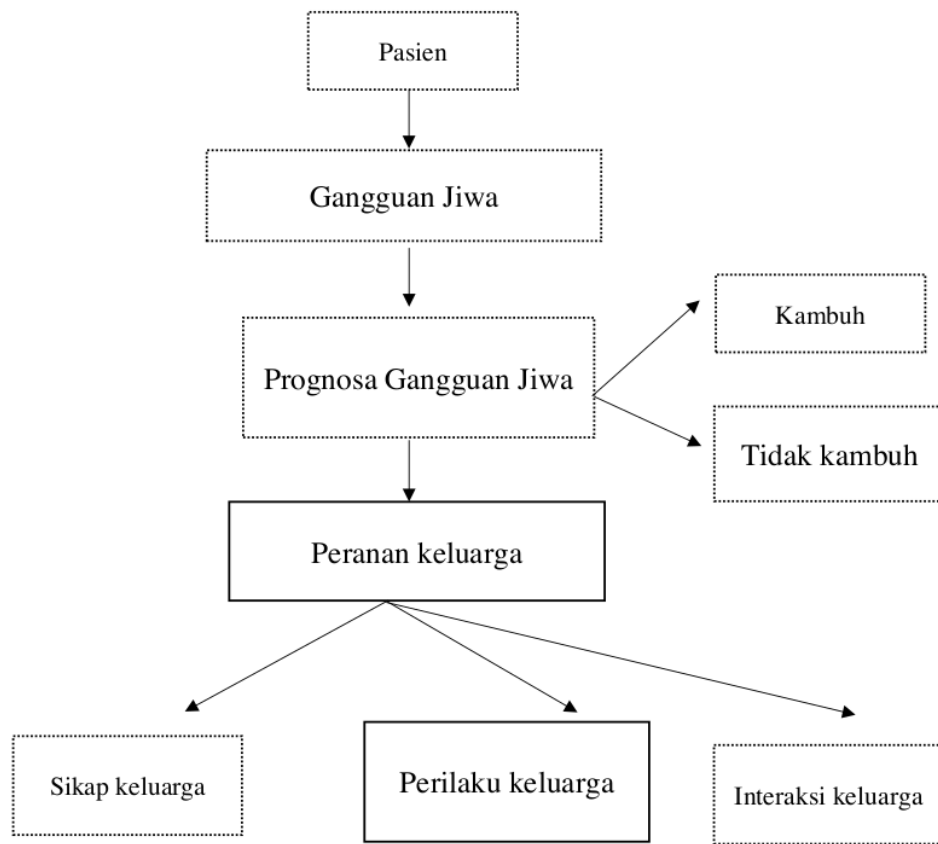 Pasien
Gangguan Jiwa
Kambuh
Prognosa Gangguan Jiwa
Tidak kambuh
Peranan keluarga
Sikap keluarga
Perilaku keluarga
Interaksi keluarga